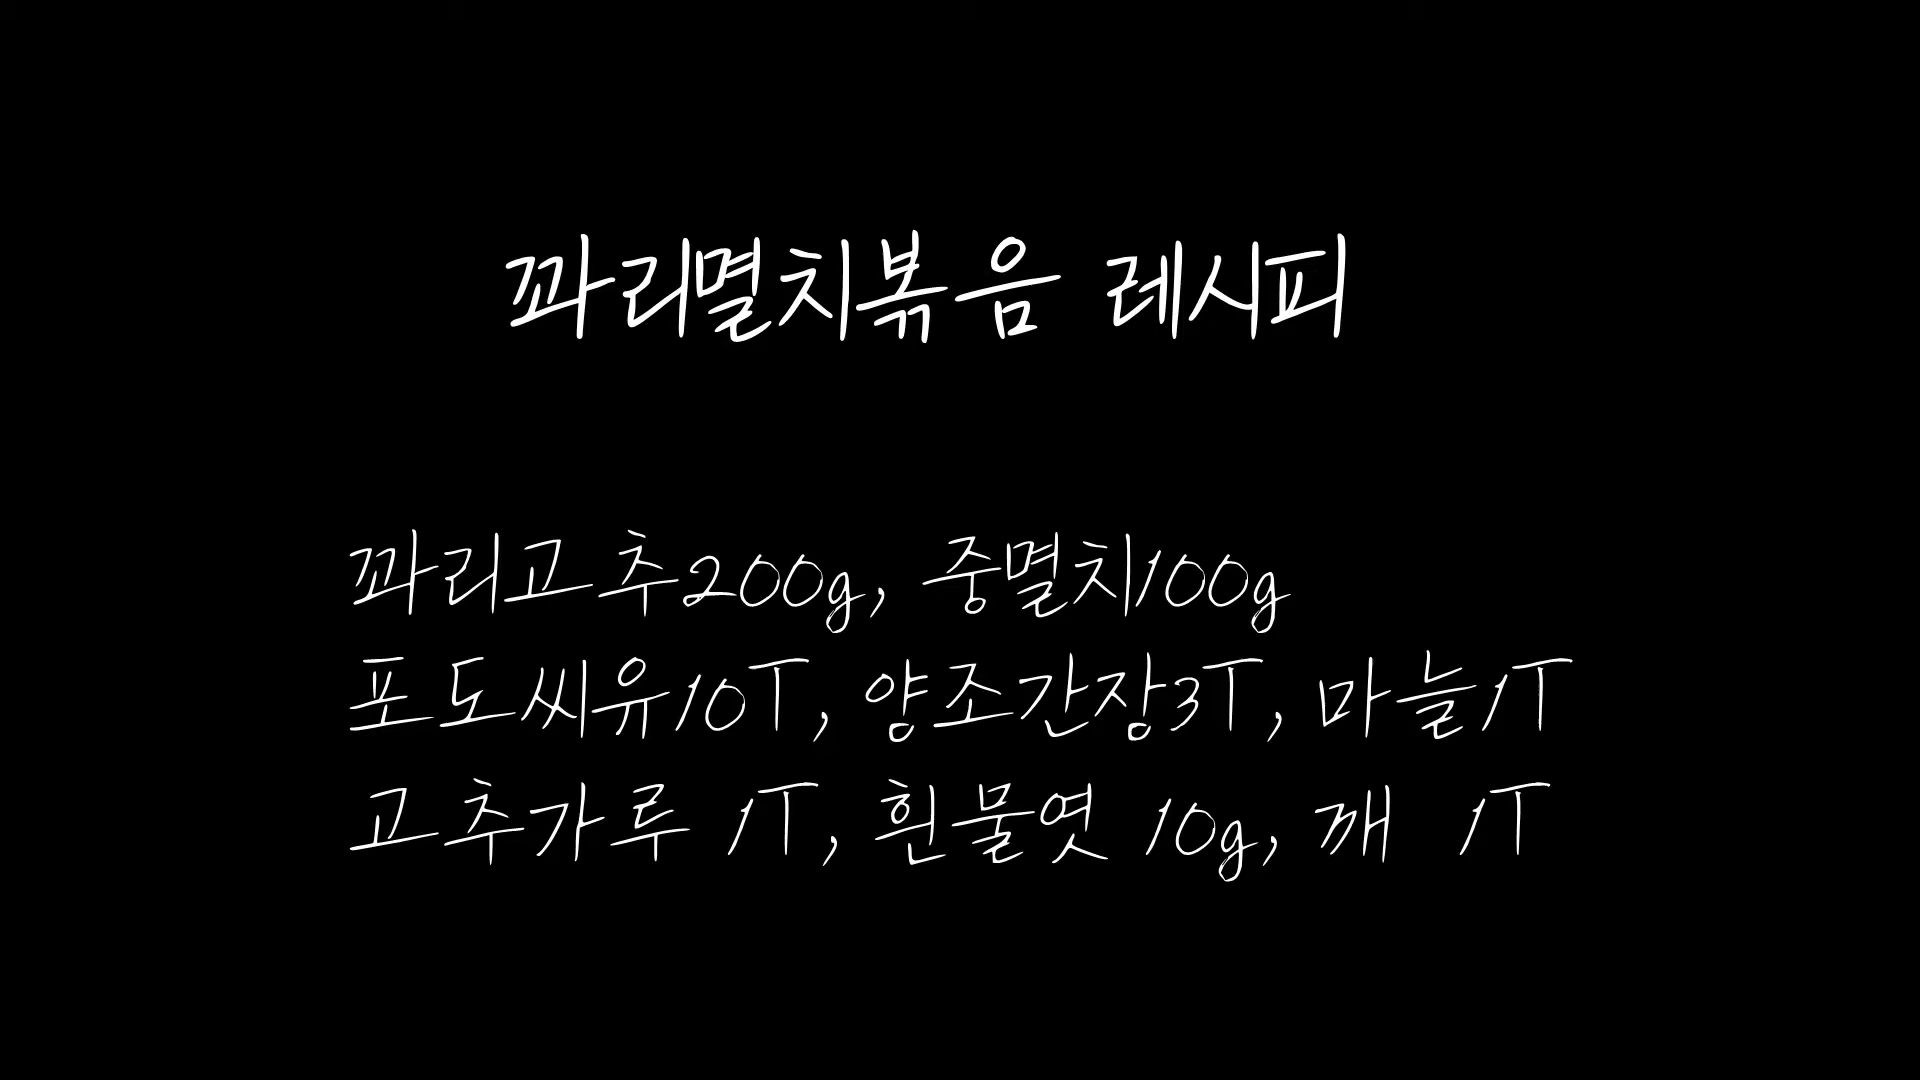 꽈리멸치볶음 레시피
꽈리고추200g, 중멸치100g
포도씨유10T, 양조간장3T, 마늘1T
고추가루 1T, 흰물엿 10g, 깨 1T